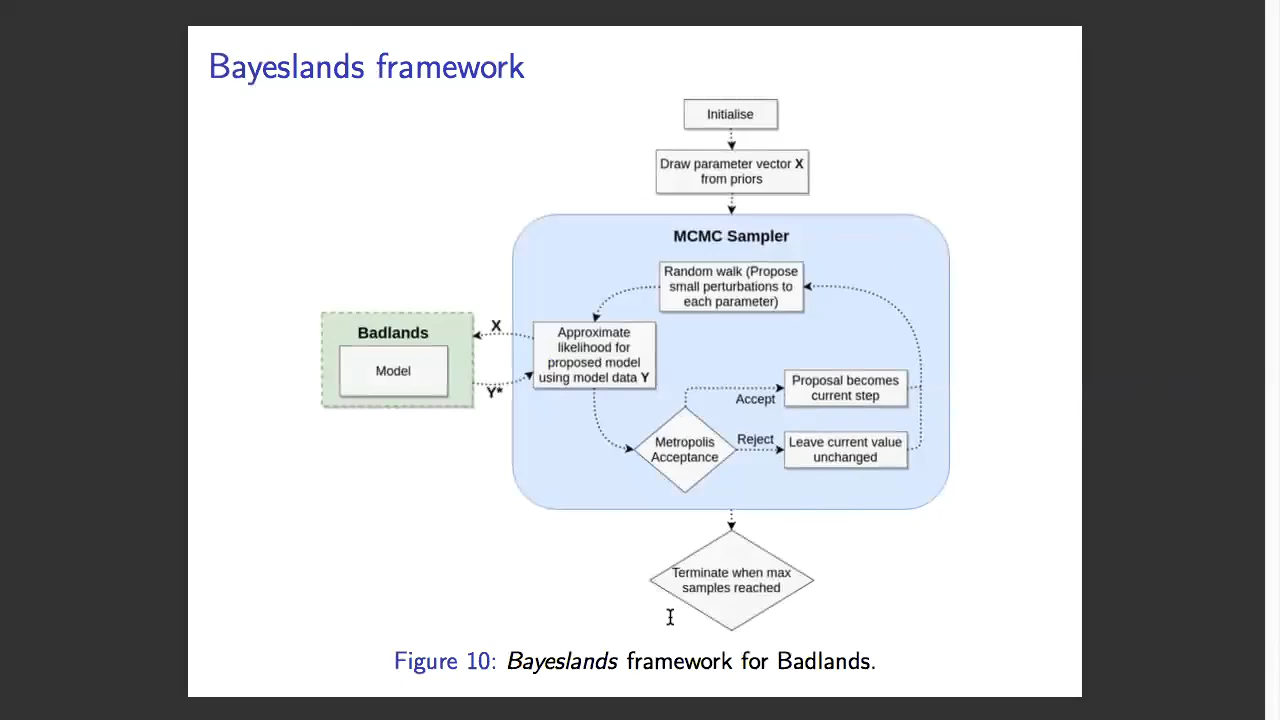 Bayeslands framework
Initialise
Draw parameter vector X
from priors
MCMC Sampler
Random walk (Propose
small perturbations to
each parameter)
Badlands
Model
X
Y*
Approximate
likelihood for
proposed model
using model data Y
Proposal becomes
current step
Accept
Metropolis
Acceptance
Reject
Leave current value
unchanged
Terminate when max
samples reached
Figure 10: Bayeslands framework for Badlands.